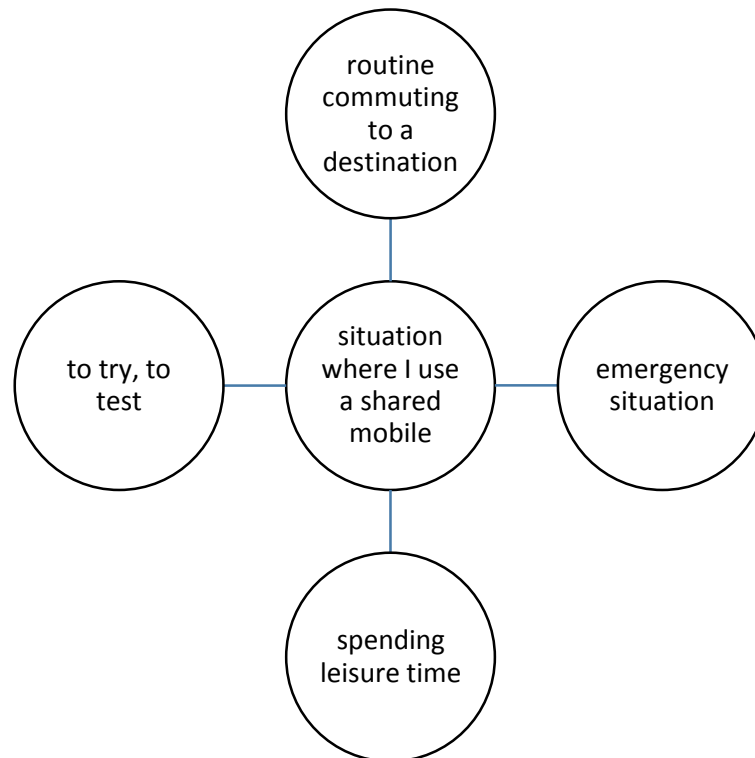 routine
commuting
to a
destination
to try, to
test
situation
where I use
a shared
mobile
emergency
situation
spending
leisure time